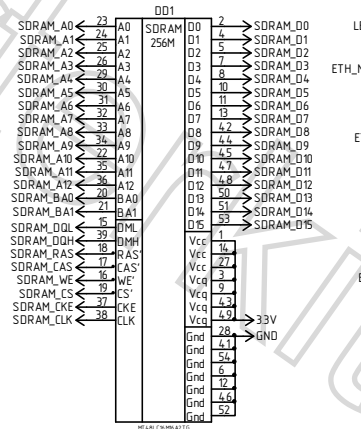 DD1
SDRAM_A0 23 A0 SDRAM D0 2 SDRAM_D0
SDRAM_A1 24 A1 256M D1 4 SDRAM_D1
SDRAM_A2 25 A2 D2 5 SDRAM_D2
SDRAM_A3 26 A3 D3 7 SDRAM_D3
SDRAM_A4 29 A4 D4 8 SDRAM_D4
SDRAM_A5 30 A5 D5 10 SDRAM_D5
SDRAM_A6 31 A6 D6 11 SDRAM_D6
SDRAM_A7 32 A7 D7 13 SDRAM_D7
SDRAM_A8 33 A8 D8 42 SDRAM_D8
SDRAM_A9 34 A9 D9 44 SDRAM_D9
SDRAM_A10 22 A10 D10 45 SDRAM_D10
SDRAM_A11 35 A11 D11 47 SDRAM_D11
SDRAM_A12 36 A12 D12 48 SDRAM_D12
SDRAM_BA0 20 BA0 D13 50 SDRAM_D13
SDRAM_BA1 21 BA1 D14 51 SDRAM_D14
SDRAM_DQL 15 DML D15 53 SDRAM_D15
SDRAM_DQH 39 DMH Vcc 1
SDRAM_RAS 18 RAS' Vcc 14
SDRAM_CAS 17 CAS' Vcc 27
SDRAM_WE 16 WE' Vcq 3
SDRAM_CS 19 CS' Vcq 9
SDRAM_CKE 37 CKE Vcq 43
SDRAM_CLK 38 CLK Vcq 49 3.3V
Gnd 28 GND
Gnd 41
Gnd 54
Gnd 6
Gnd 12
Gnd 46
Gnd 52